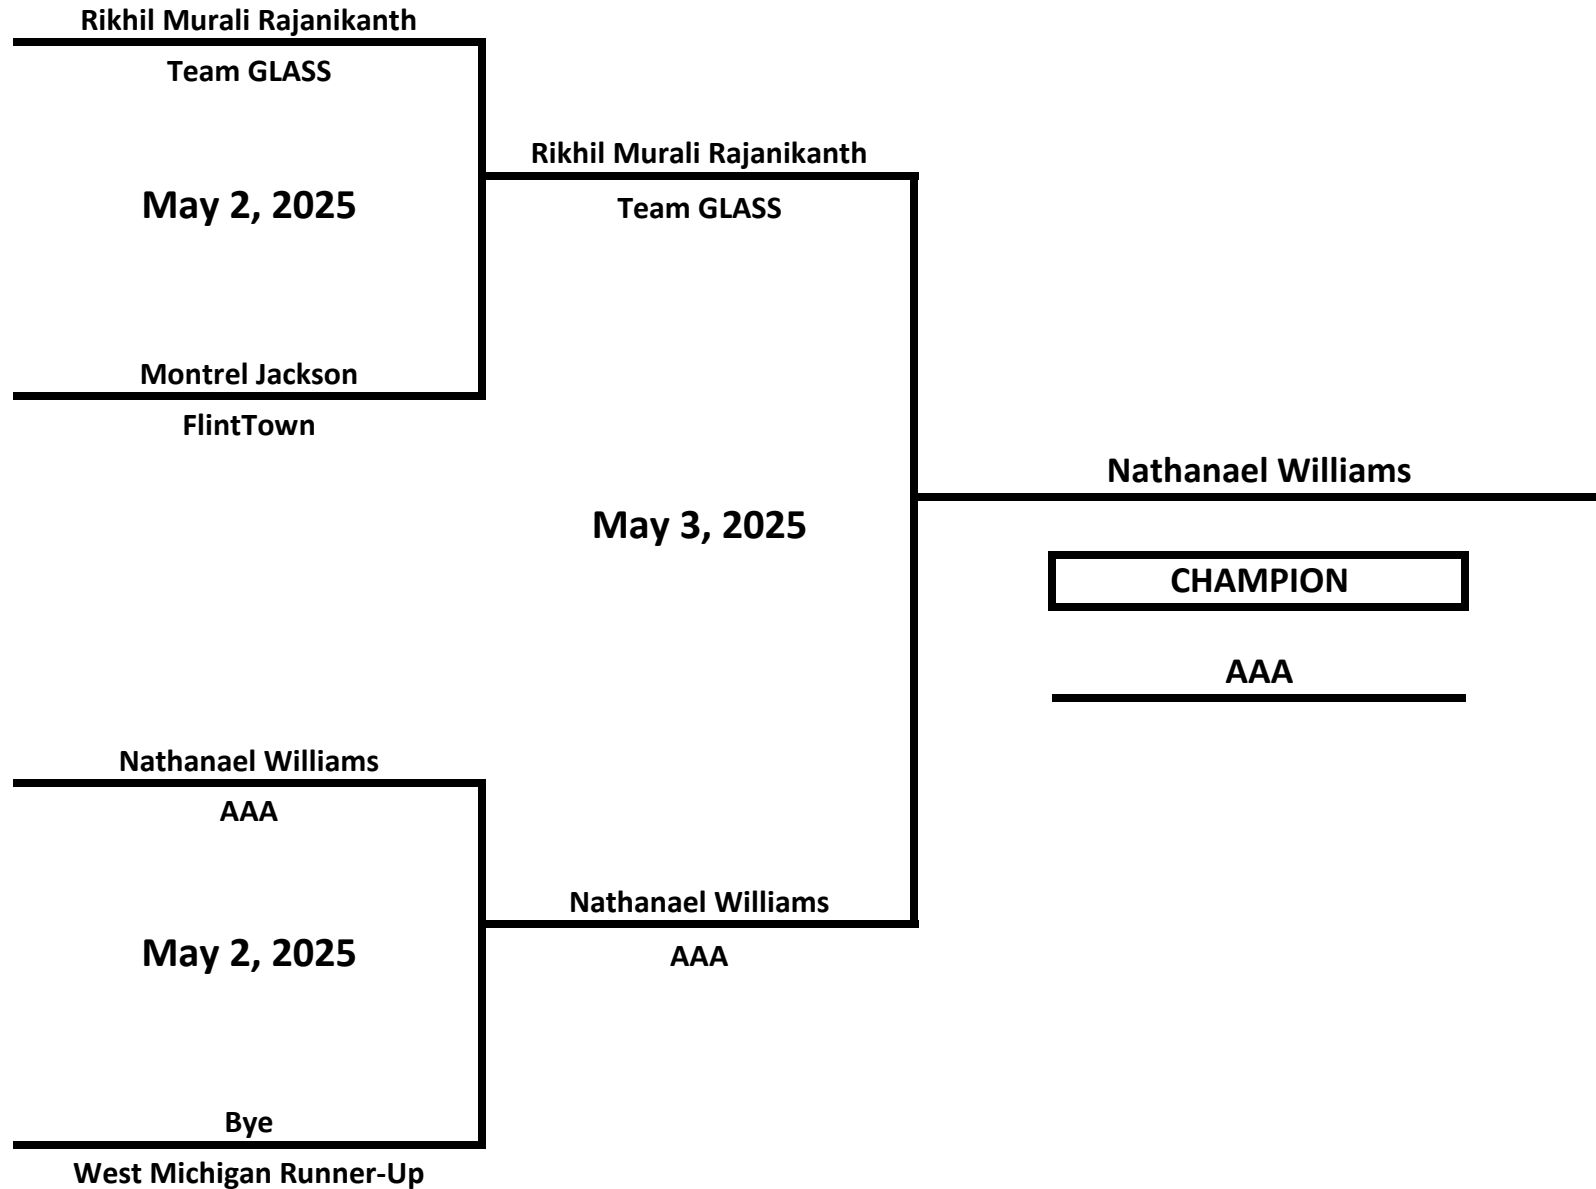 Rikhil Murali Rajanikanth
Team GLASS
May 2, 2025
Montrel Jackson
FlintTown
Rikhil Murali Rajanikanth
Team GLASS
May 3, 2025
Nathanael Williams
AAA
May 2, 2025
Bye
West Michigan Runner-Up
Nathanael Williams
AAA
Nathanael Williams
CHAMPION
AAA